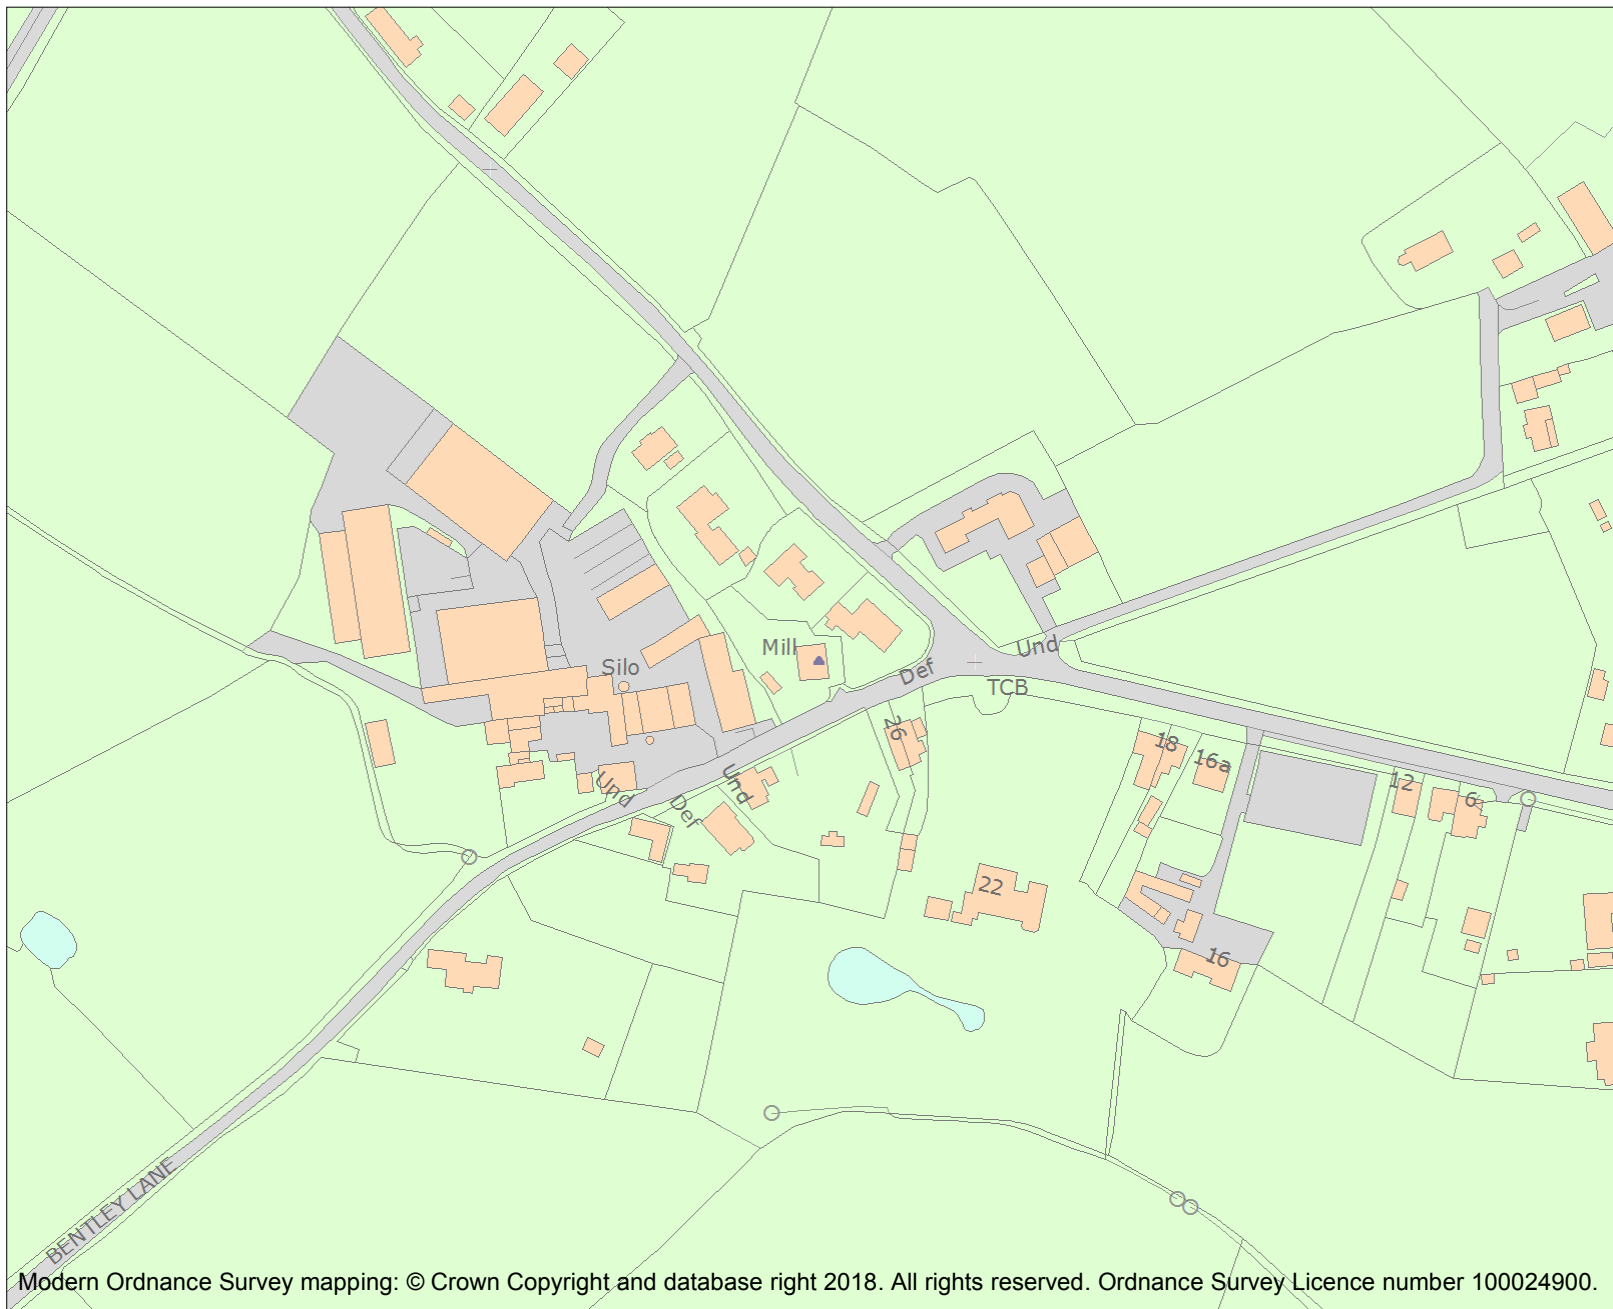 Mill
Und
Def
Silo
TCB
26
18
16a
Und
Und
Def
12
6
22
16
BENTLEY LANE
Modern Ordnance Survey mapping: © Crown Copyright and database right 2018. All rights reserved. Ordnance Survey Licence number 100024900.